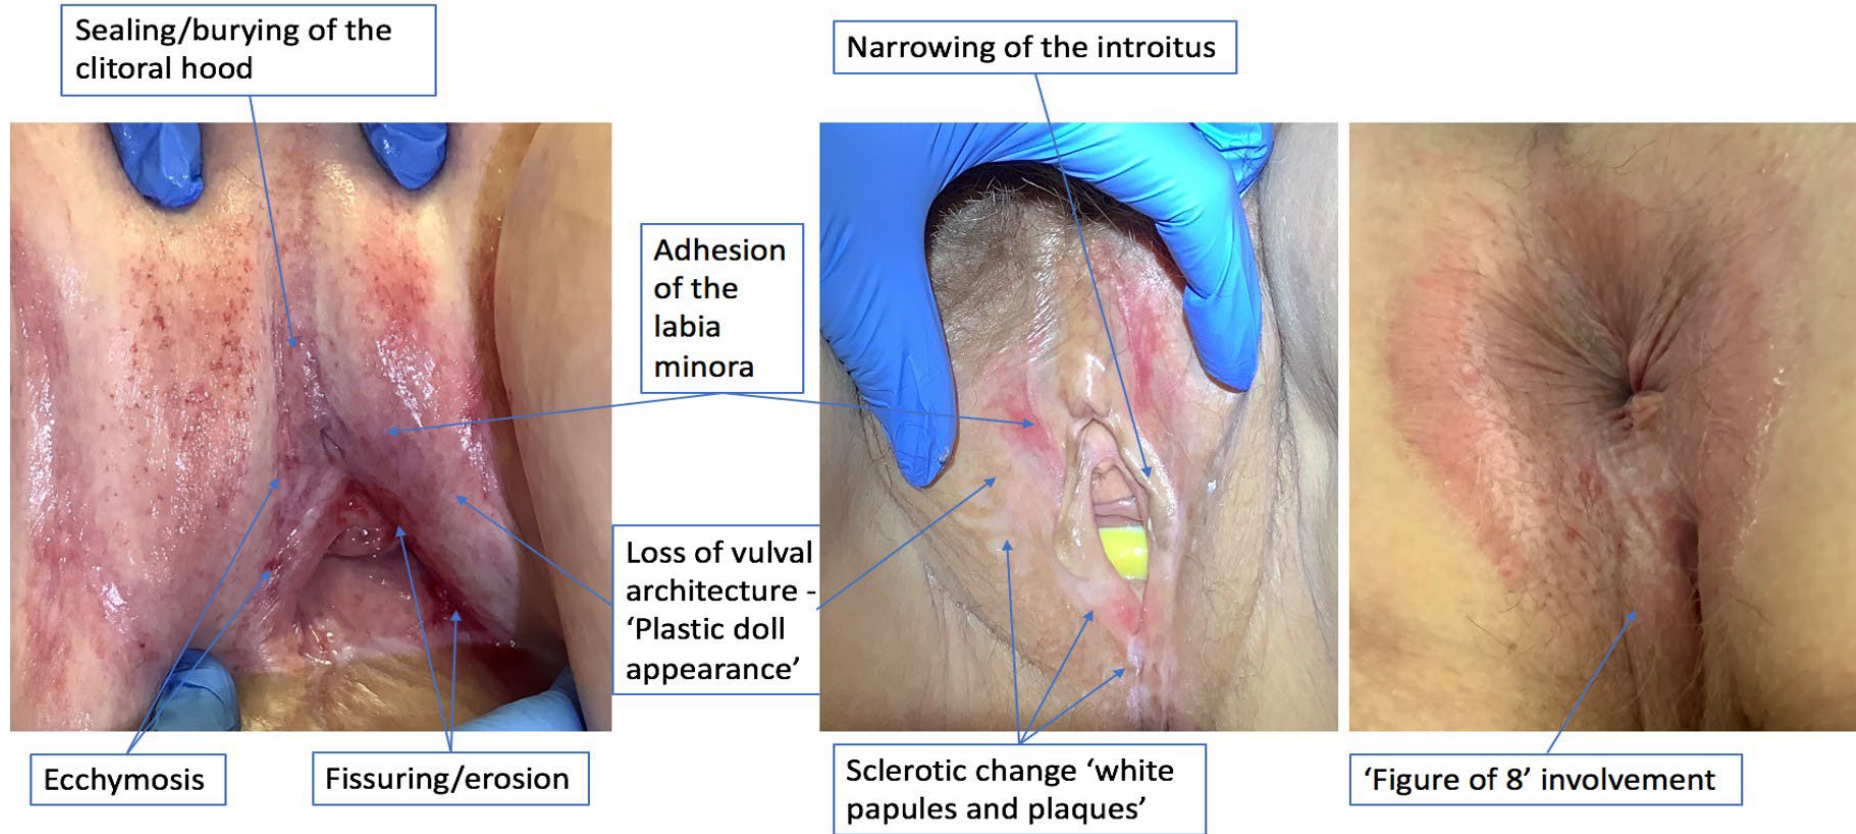 Sealing/burying of the
clitoral hood
Narrowing of the introitus
Adhesion
of the
labia
minora
Loss of vulval
architecture -
‘Plastic doll
appearance’
Ecchymosis
Fissuring/erosion
Sclerotic change ‘white
papules and plaques’
‘Figure of 8’ involvement